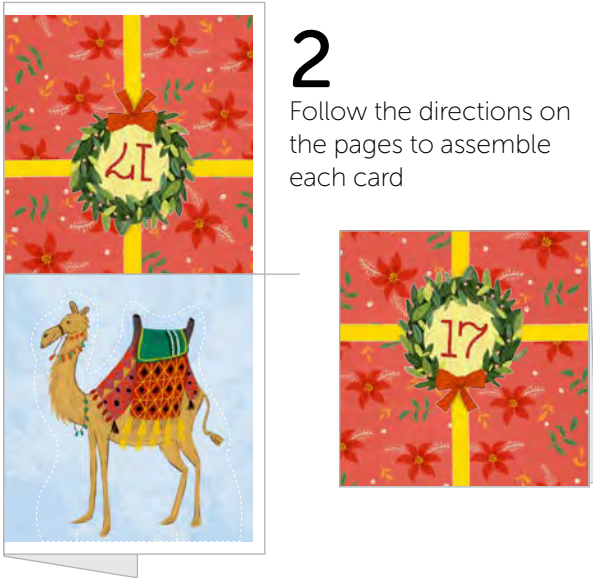 17
2
Follow the directions on
the pages to assemble
each card
17